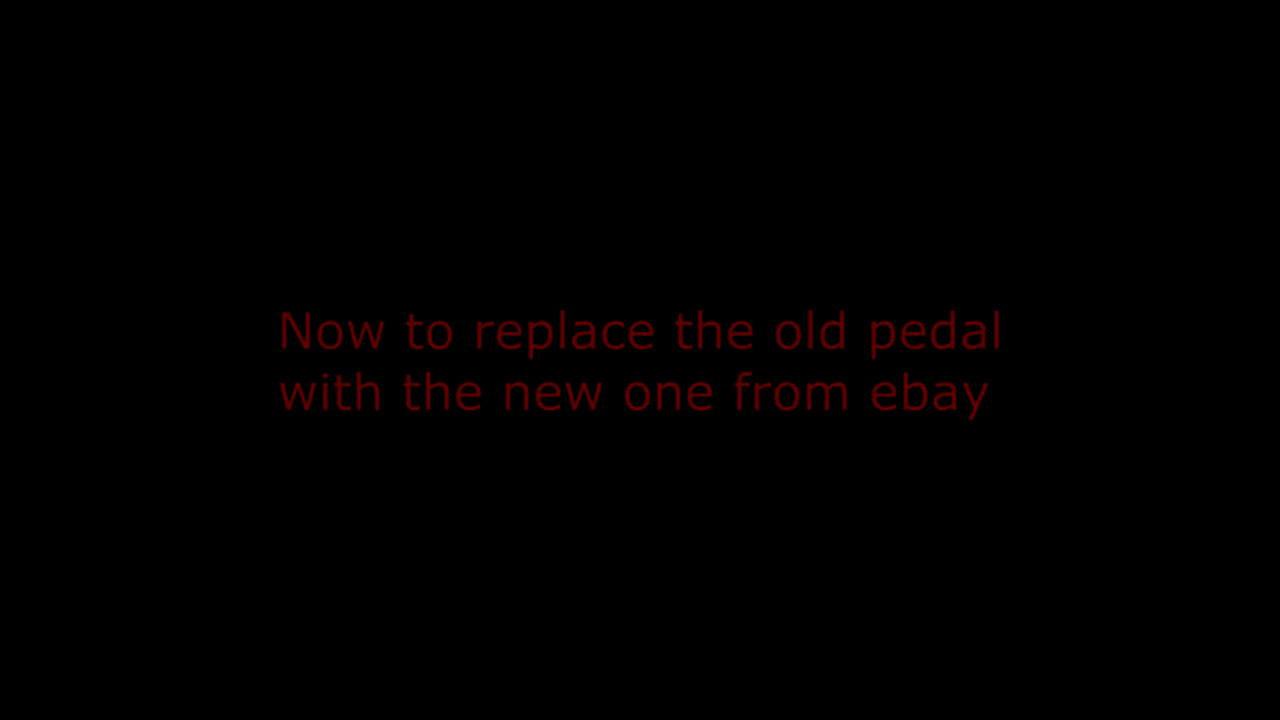 Now to replace the old pedal
with the new one from ebay